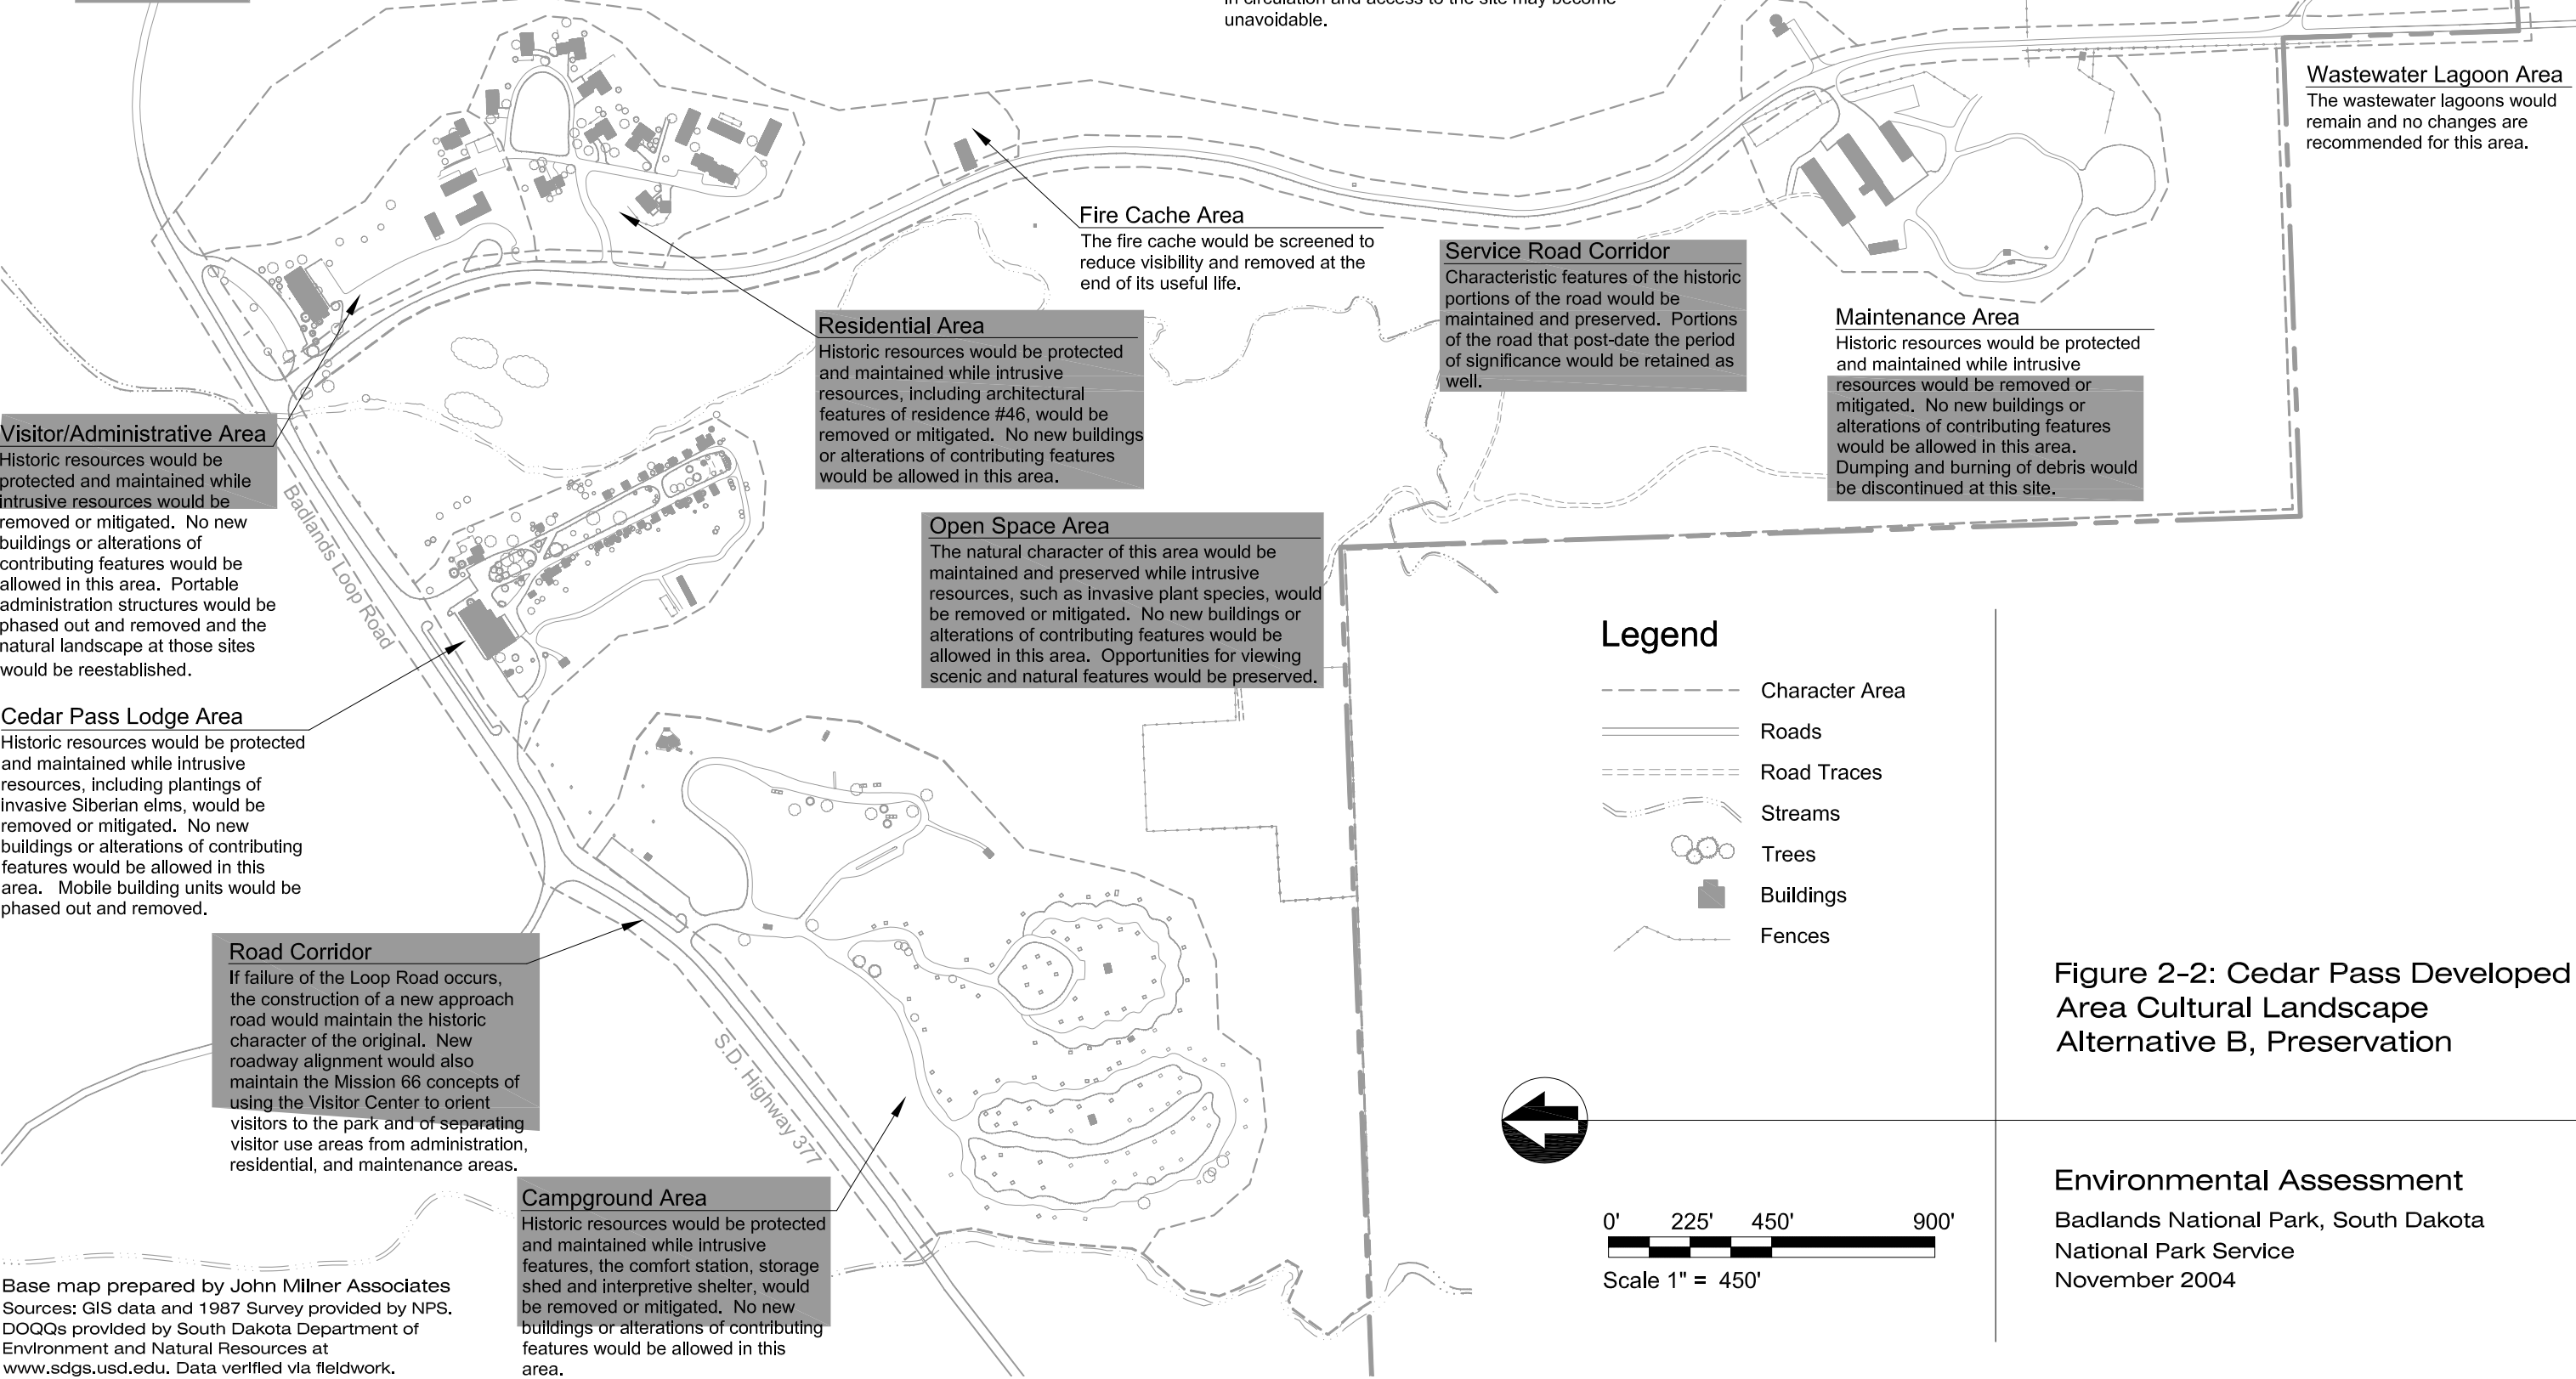 in circulation and access to the site may become
unavoidable.
Wastewater Lagoon Area
The wastewater lagoons would
remain and no changes are
recommended for this area.
Fire Cache Area
The fire cache would be screened to
reduce visibility and removed at the
end of its useful life.
Service Road Corridor
Characteristic features of the historic
portions of the road would be
maintained and preserved. Portions
of the road that post-date the period
of significance would be retained as
well.
Residential Area
Historic resources would be protected
and maintained while intrusive
resources, including architectural
features of residence #46, would be
removed or mitigated. No new buildings
or alterations of contributing features
would be allowed in this area.
Maintenance Area
Historic resources would be protected
and maintained while intrusive
resources would be removed or
mitigated. No new buildings or
alterations of contributing features
would be allowed in this area.
Dumping and burning of debris would
be discontinued at this site.
Visitor/Administrative Area
Historic resources would be
protected and maintained while
intrusive resources would be
removed or mitigated. No new
buildings or alterations of
contributing features would be
allowed in this area. Portable
administration structures would be
phased out and removed and the
natural landscape at those sites
would be reestablished.
Badlands Loop Road
Open Space Area
The natural character of this area would be
maintained and preserved while intrusive
resources, such as invasive plant species, would
be removed or mitigated. No new buildings or
alterations of contributing features would be
allowed in this area. Opportunities for viewing
scenic and natural features would be preserved.
Cedar Pass Lodge Area
Historic resources would be protected
and maintained while intrusive
resources, including plantings of
invasive Siberian elms, would be
removed or mitigated. No new
buildings or alterations of contributing
features would be allowed in this
area. Mobile building units would be
phased out and removed.
Road Corridor
If failure of the Loop Road occurs,
the construction of a new approach
road would maintain the historic
character of the original. New
roadway alignment would also
maintain the Mission 66 concepts of
using the Visitor Center to orient
visitors to the park and of separating
visitor use areas from administration,
residential, and maintenance areas.
S.D. Highway 377
Campground Area
Historic resources would be protected
and maintained while intrusive
features, the comfort station, storage
shed and interpretive shelter, would
be removed or mitigated. No new
buildings or alterations of contributing
features would be allowed in this
area.
Legend
Character Area
Roads
Road Traces
Streams
Trees
Buildings
Fences
Figure 2-2: Cedar Pass Developed
Area Cultural Landscape
Alternative B, Preservation
0' 225' 450' 900'
Scale 1" = 450'
Environmental Assessment
Badlands National Park, South Dakota
National Park Service
November 2004
Base map prepared by John Milner Associates
Sources: GIS data and 1987 Survey provided by NPS.
DOQQs provided by South Dakota Department of
Environment and Natural Resources at
www.sdgs.usd.edu. Data verified via fieldwork.